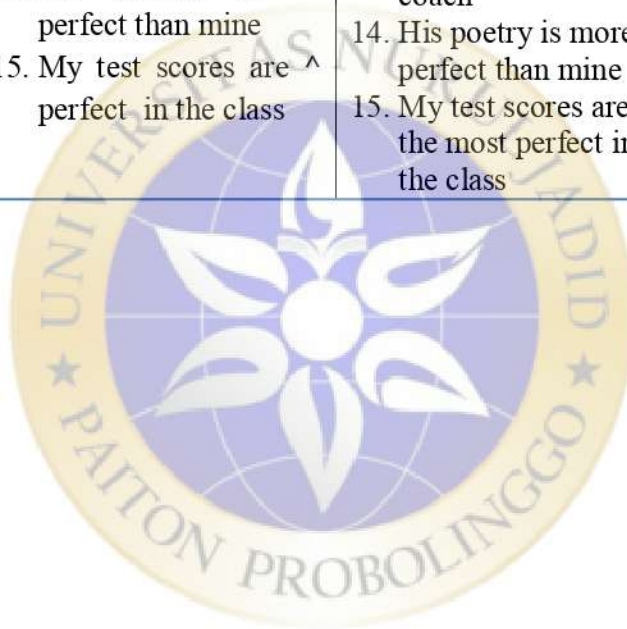 perfect than mine
15. My test scores are ^
perfect in the class
coach
14. His poetry is more
perfect than mine
15. My test scores are
the most perfect in
the class
UNIVERSITAS NURUL JADID
★ PAITON PROBOLINGGO ★